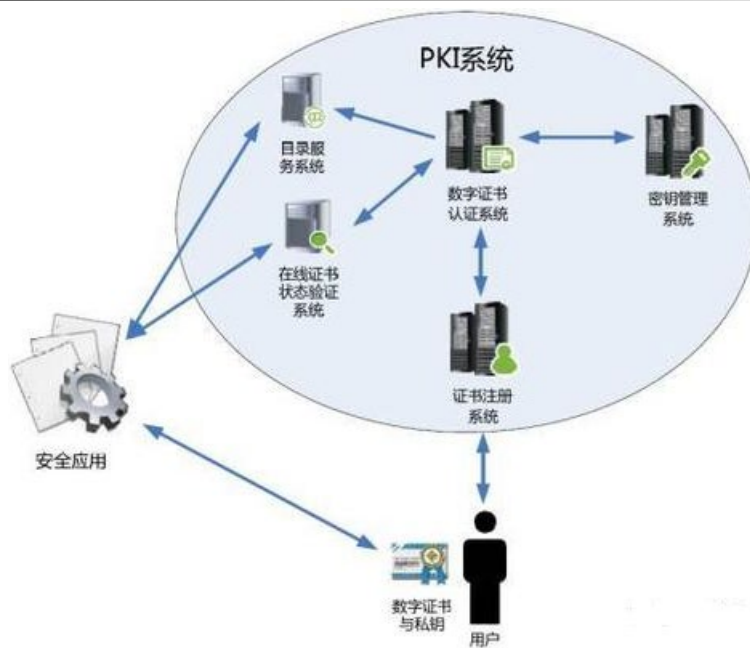 PKI系统
目录服
务系统
数字证书
认证系统
密钥管理
系统
在线证书
状态验证
系统
证书注册
系统
安全应用
数字证书
与私钥
用户